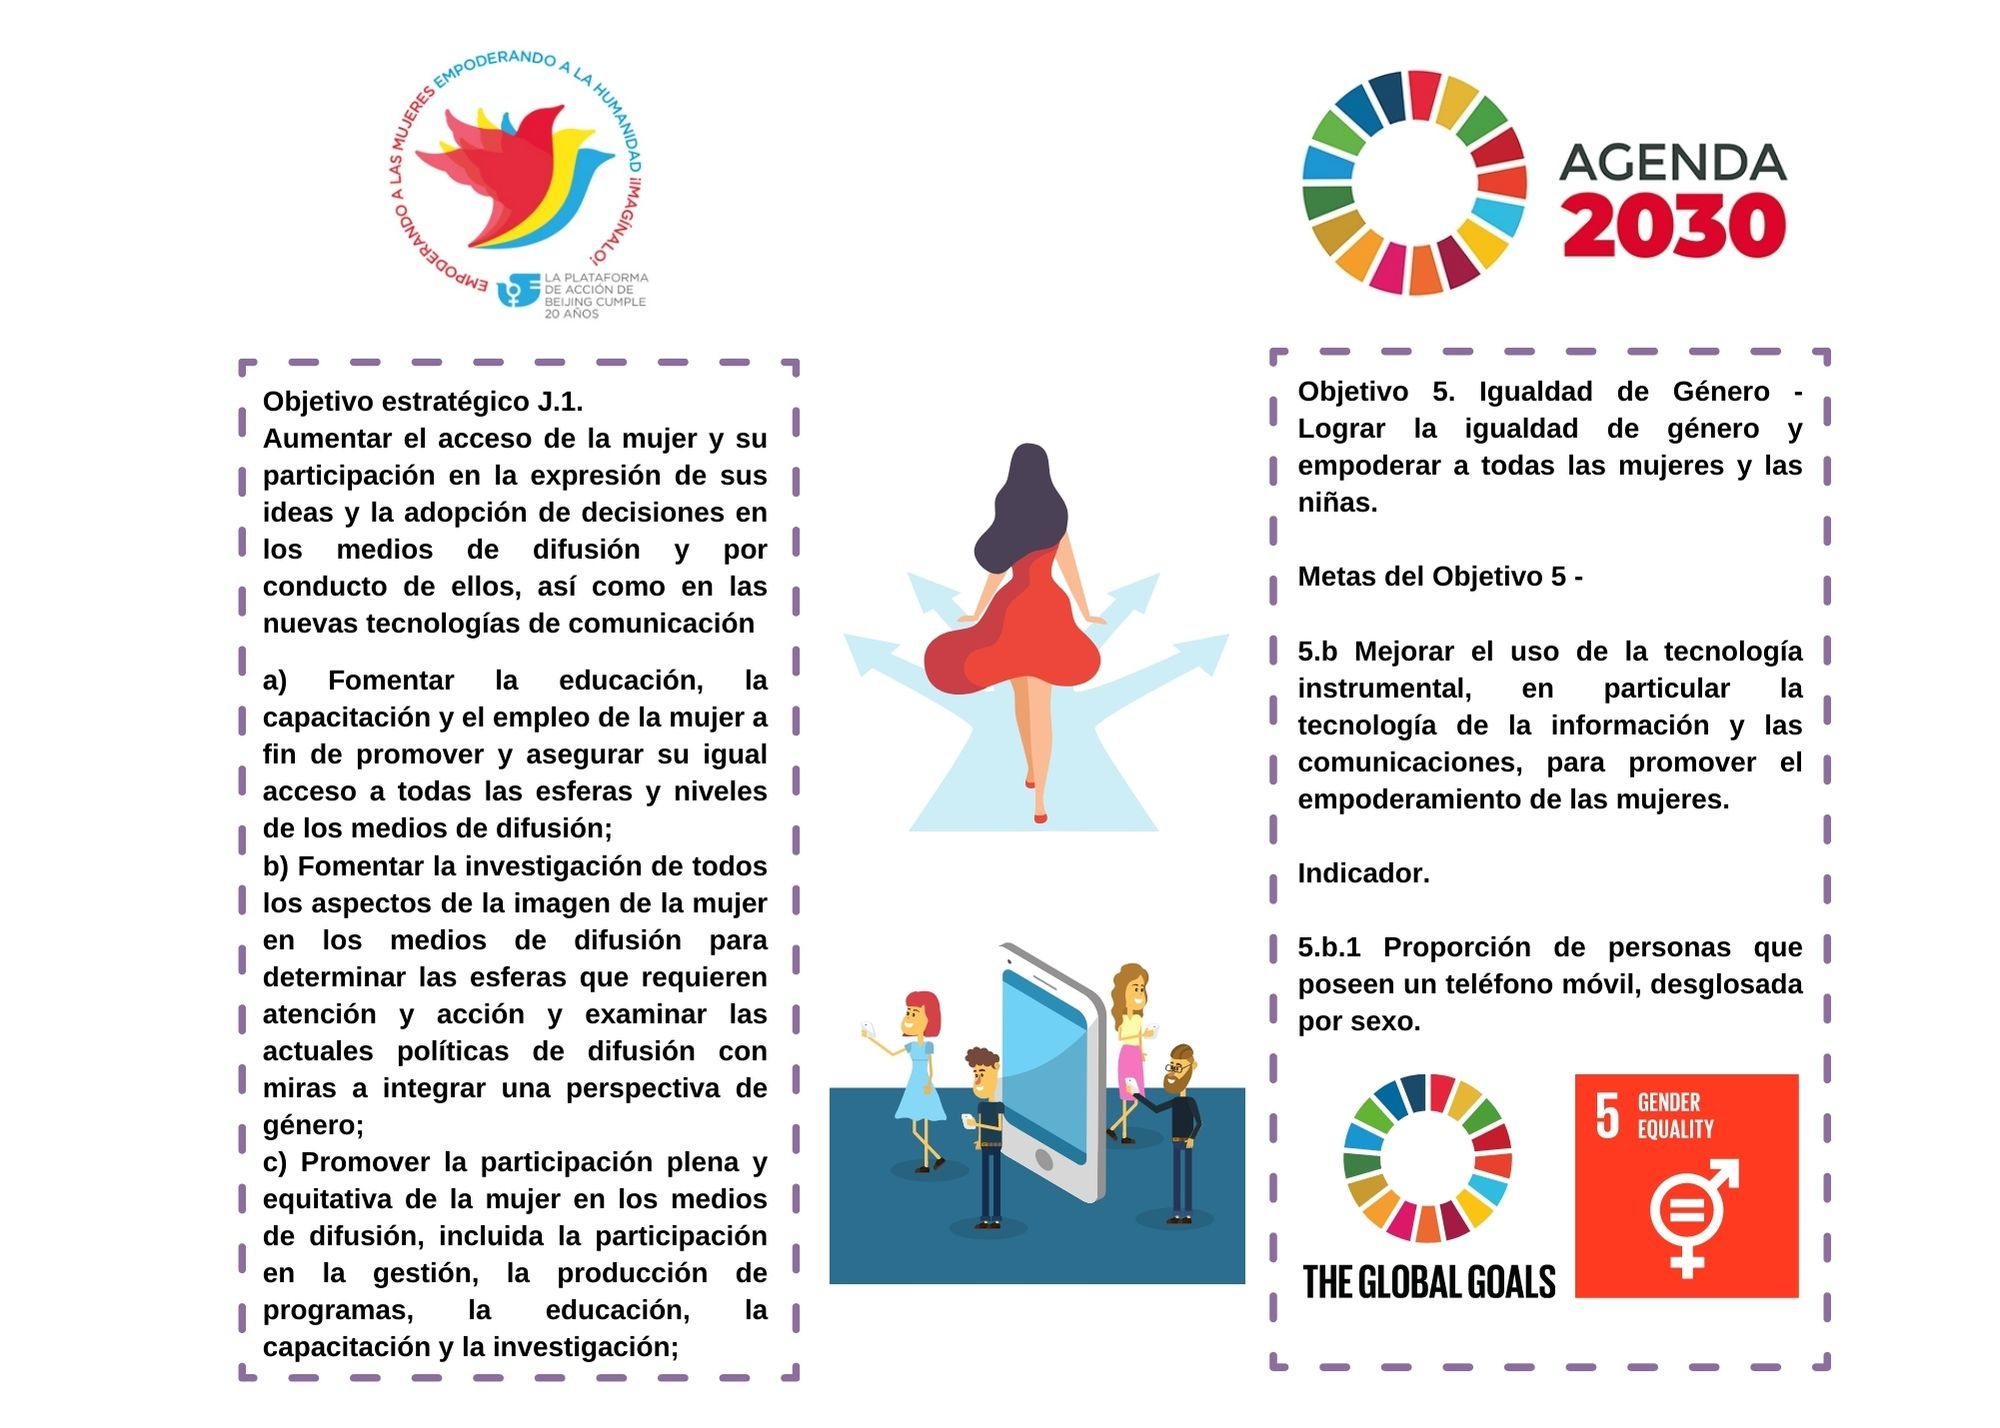 EMPODERANDO A LAS MUJERES EMPODERANDO A LA HUMANIDAD ¡IMAGÍNALO!
LA PLATAFORMA
DE ACCIÓN DE
BEIJING CUMPLE
20 AÑOS
Objetivo estratégico J.1.
Aumentar el acceso de la mujer y su
participación en la expresión de sus
ideas y la adopción de decisiones en
los medios de difusión y por
conducto de ellos, así como en las
nuevas tecnologías de comunicación
a) Fomentar la educación, la
capacitación y el empleo de la mujer a
fin de promover y asegurar su igual
acceso a todas las esferas y niveles
de los medios de difusión;
b) Fomentar la investigación de todos
los aspectos de la imagen de la mujer
en los medios de difusión para
determinar las esferas que requieren
atención y acción y examinar las
actuales políticas de difusión con
miras a integrar una perspectiva de
género;
c) Promover la participación plena y
equitativa de la mujer en los medios
de difusión, incluida la participación
en la gestión, la producción de
programas, la educación, la
capacitación y la investigación;
AGENDA
2030
Objetivo 5. Igualdad de Género -
Lograr la igualdad de género y
empoderar a todas las mujeres y las
niñas.
Metas del Objetivo 5 -
5.b Mejorar el uso de la tecnología
instrumental, en particular la
tecnología de la información y las
comunicaciones, para promover el
empoderamiento de las mujeres.
Indicador.
5.b.1 Proporción de personas que
poseen un teléfono móvil, desglosada
por sexo.
THE GLOBAL GOALS
5 GENDER
EQUALITY